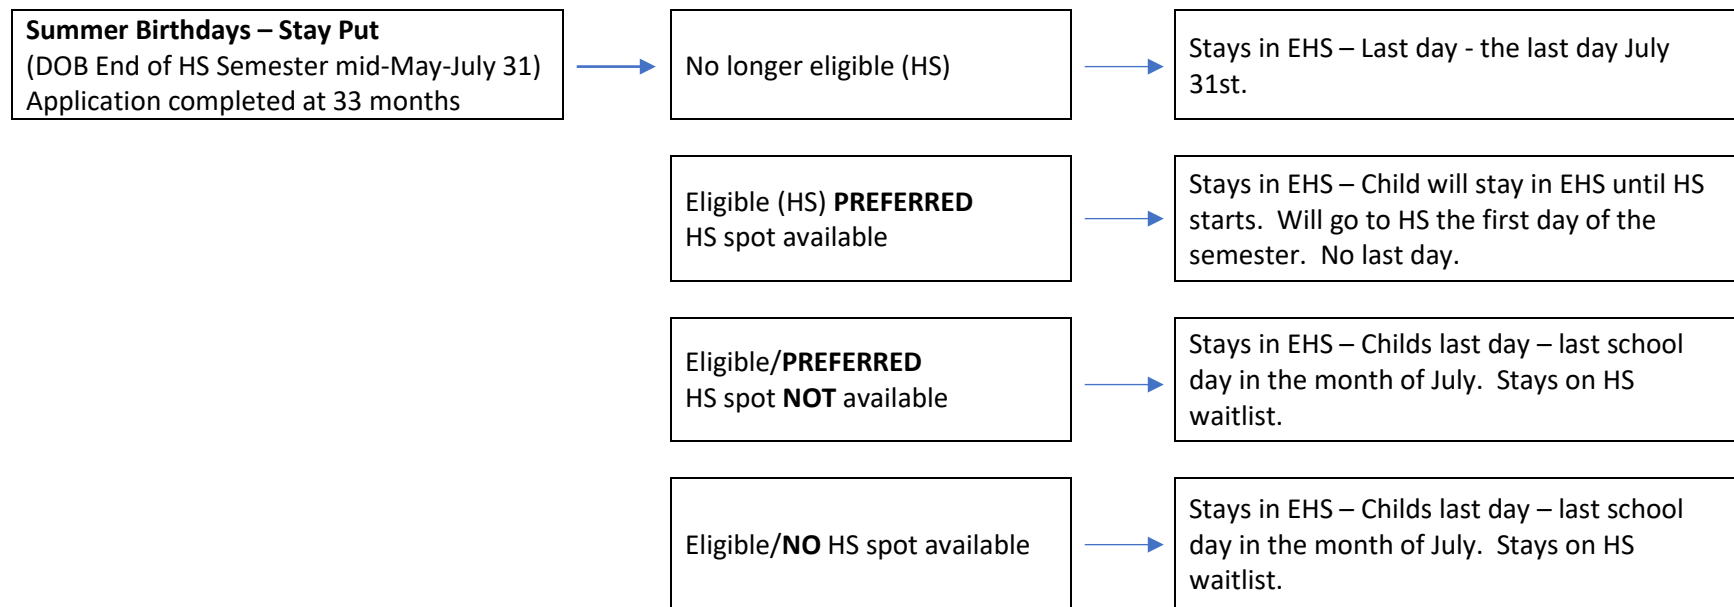 Summer Birthdays – Stay Put
(DOB End of HS Semester mid-May-July 31)
Application completed at 33 months
No longer eligible (HS)
Stays in EHS – Last day - the last day July
31st.
Eligible (HS) PREFERRED
HS spot available
Stays in EHS – Child will stay in EHS until HS
starts.  Will go to HS the first day of the
semester.  No last day.
Eligible/PREFERRED
HS spot NOT available
Stays in EHS – Childs last day – last school
day in the month of July.  Stays on HS
waitlist.
Eligible/NO HS spot available
Stays in EHS – Childs last day – last school
day in the month of July.  Stays on HS
waitlist.